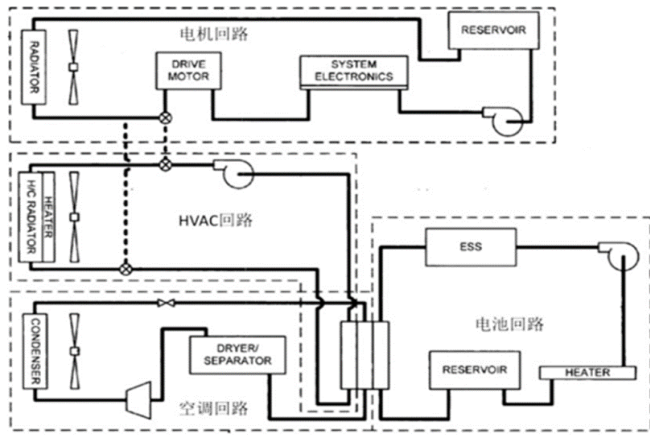 电机回路
RADIATOR
DRIVE
MOTOR
SYSTEM
ELECTRONICS
RESERVOIR
H/C RADIATOR
HEATER
HVAC回路
ESS
电池回路
CONDENSER
DRYER/
SEPARATOR
RESERVOIR
HEATER
空调回路